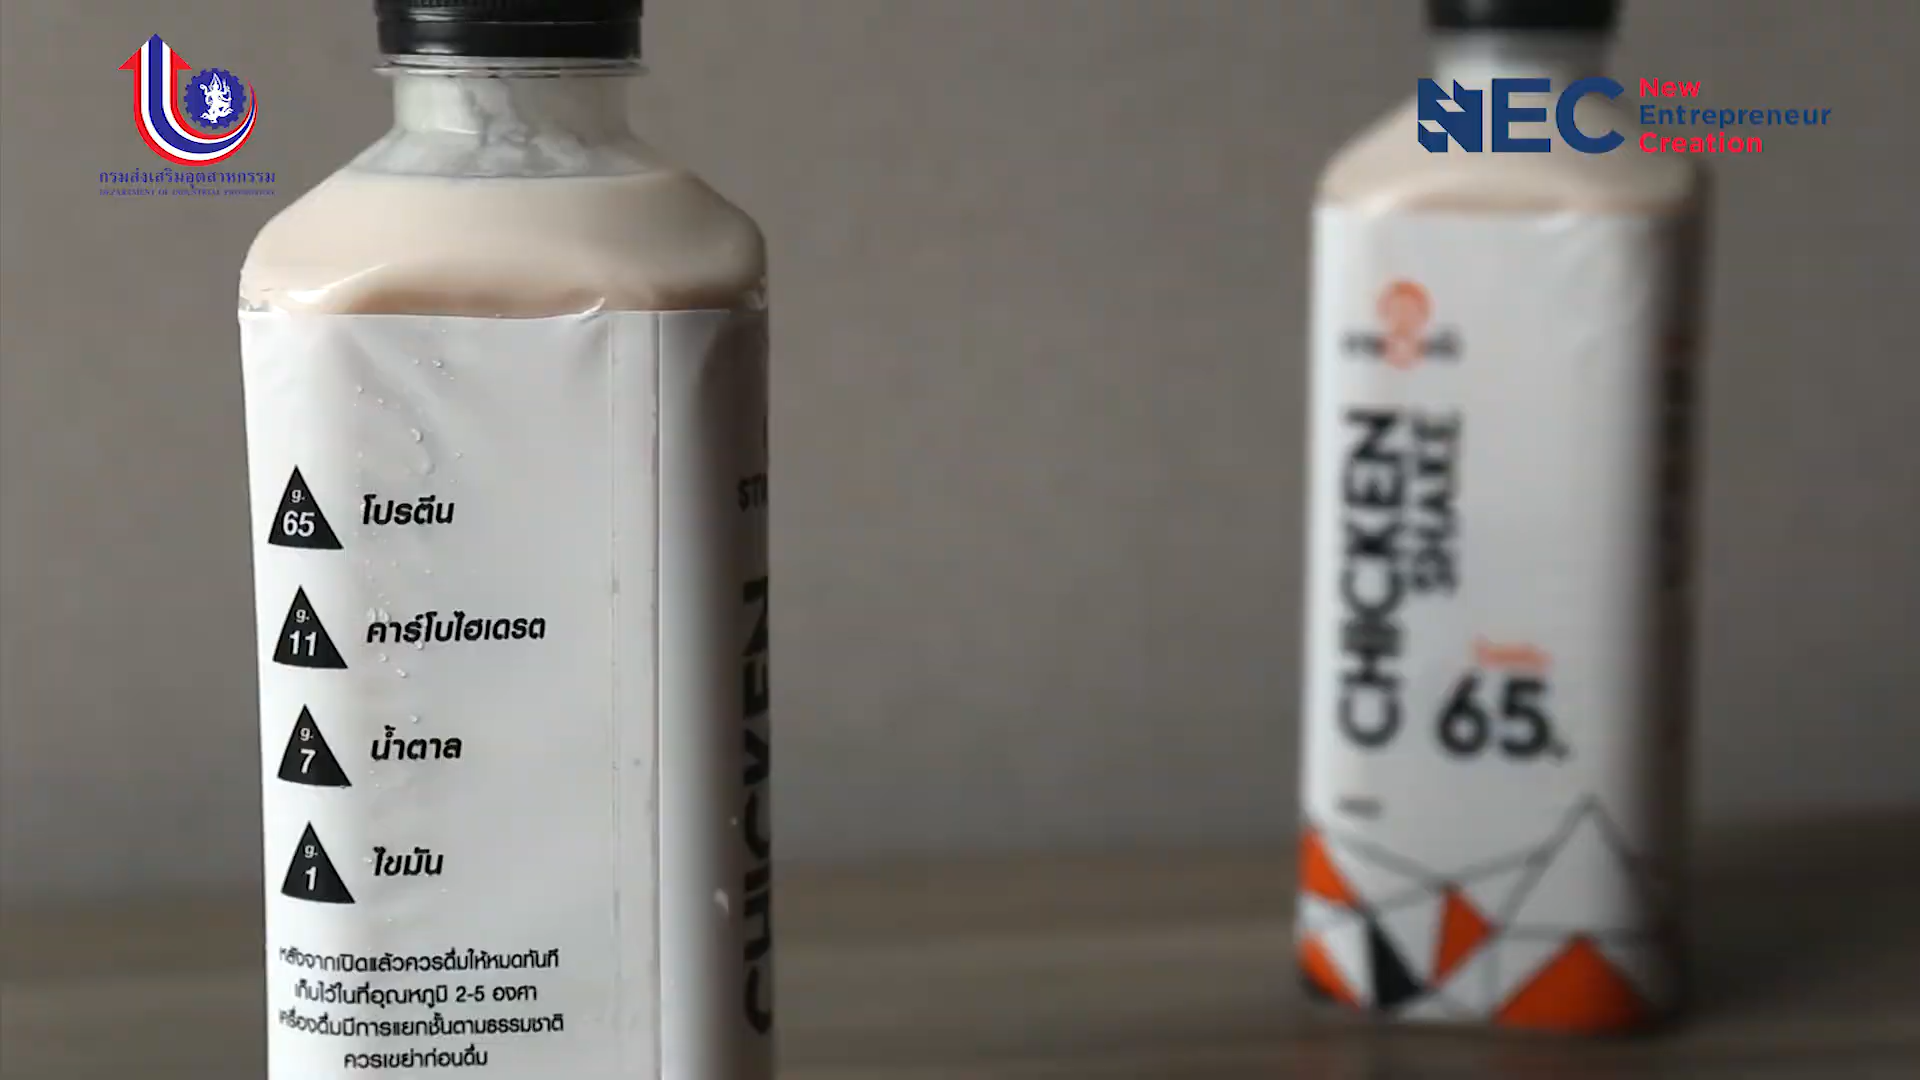 กรมส่งเสริมอุตสาหกรรม
DEPARTMENT OF INDUSTRIAL PROMOTION
NEC
New
Entrepreneur
Creation
g.
65
โปรตีน
g.
11
คาร์โบไฮเดรต
g.
7
น้ำตาล
g.
1
ไขมัน
หลังจากเปิดแล้วควรดื่มให้หมดทันที
เก็บไว้ในที่อุณหภูมิ 2-5 องศา
เครื่องดื่มมีการแยกชั้นตามธรรมชาติ
ควรเขย่าก่อนดื่ม
CHICKEN
CHICKEN
SHAKE
65